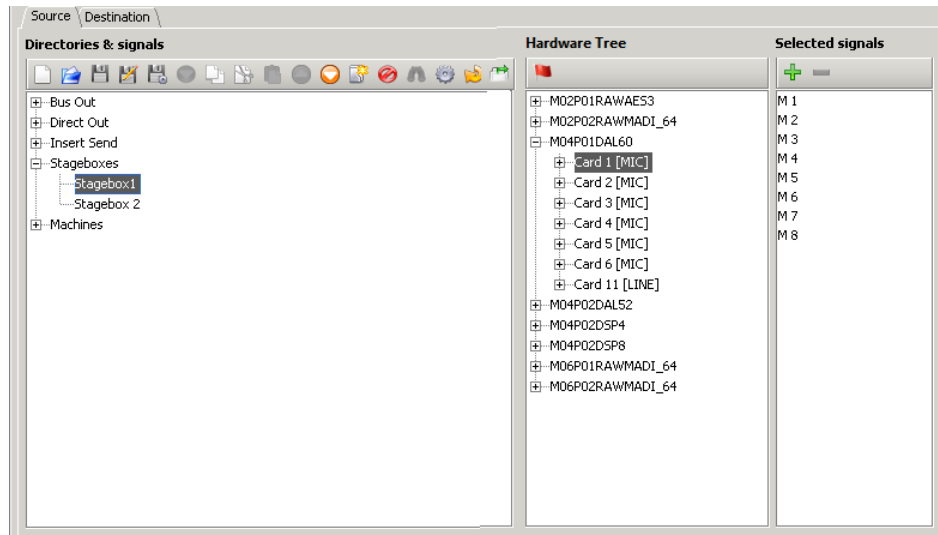 Source
Destination
Directories & signals
Bus Out
Direct Out
Insert Send
Stageboxes
Stagebox1
Stagebox 2
Machines
Hardware Tree
M02P01RAWAES3
M02P02RAWMADI_64
M04P01DAL60
Card 1 [MIC]
Card 2 [MIC]
Card 3 [MIC]
Card 4 [MIC]
Card 5 [MIC]
Card 6 [MIC]
Card 11 [LINE]
M04P02DAL52
M04P02DSP4
M04P02DSP8
M06P01RAWMADI_64
M06P02RAWMADI_64
Selected signals
M 1
M 2
M 3
M 4
M 5
M 6
M 7
M 8